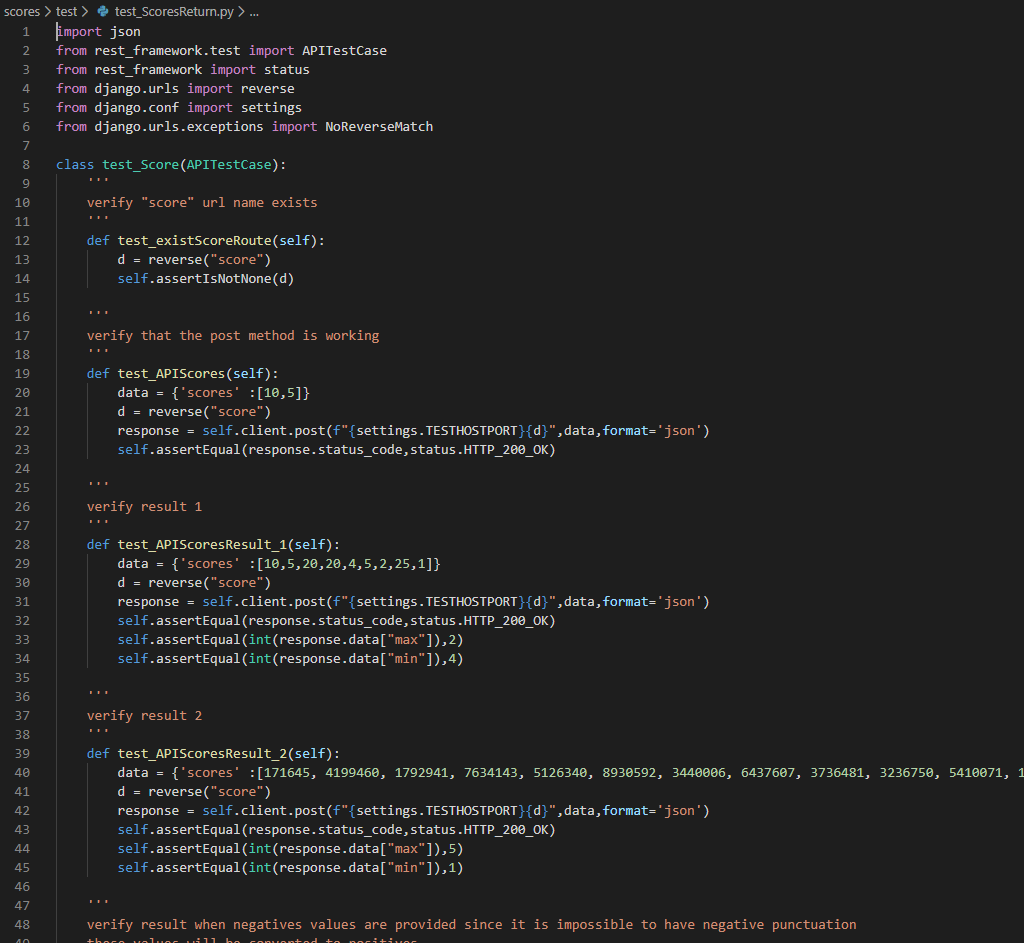 scores > test > test_ScoresReturn.py > ...
1 import json
2 from rest_framework.test import APITestCase
3 from rest_framework import status
4 from django.urls import reverse
5 from django.conf import settings
6 from django.urls.exceptions import NoReverseMatch
7
8 class test_Score(APITestCase):
9     '''
10     verify "score" url name exists
11     '''
12     def test_existScoreRoute(self):
13         d = reverse("score")
14         self.assertIsNotNone(d)
15
16     '''
17     verify that the post method is working
18     '''
19     def test_APIScores(self):
20         data = {'scores' :[10,5]}
21         d = reverse("score")
22         response = self.client.post(f"{settings.TESTHOSTPORT}{d}",data,format='json')
23         self.assertEqual(response.status_code,status.HTTP_200_OK)
24
25     '''
26     verify result 1
27     '''
28     def test_APIScoresResult_1(self):
29         data = {'scores' :[10,5,20,20,4,5,2,25,1]}
30         d = reverse("score")
31         response = self.client.post(f"{settings.TESTHOSTPORT}{d}",data,format='json')
32         self.assertEqual(response.status_code,status.HTTP_200_OK)
33         self.assertEqual(int(response.data["max"]),2)
34         self.assertEqual(int(response.data["min"]),4)
35
36     '''
37     verify result 2
38     '''
39     def test_APIScoresResult_2(self):
40         data = {'scores' :[171645, 4199460, 1792941, 7634143, 5126340, 8930592, 3440006, 6437607, 3736481, 3236750, 5410071, 1
41         d = reverse("score")
42         response = self.client.post(f"{settings.TESTHOSTPORT}{d}",data,format='json')
43         self.assertEqual(response.status_code,status.HTTP_200_OK)
44         self.assertEqual(int(response.data["max"]),5)
45         self.assertEqual(int(response.data["min"]),1)
46
47     '''
48     verify result when negatives values are provided since it is impossible to have negative punctuation
49     these values will be converted to positives